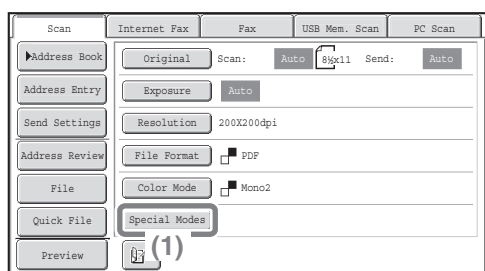 Scan Internet Fax Fax USB Mem. Scan PC Scan
Address Book Original Scan: Auto 8½x11 Send: Auto
Address Entry Exposure Auto
Send Settings Resolution 200X200dpi
Address Review File Format PDF
File Color Mode Mono2
Quick File Special Modes
Preview (1)